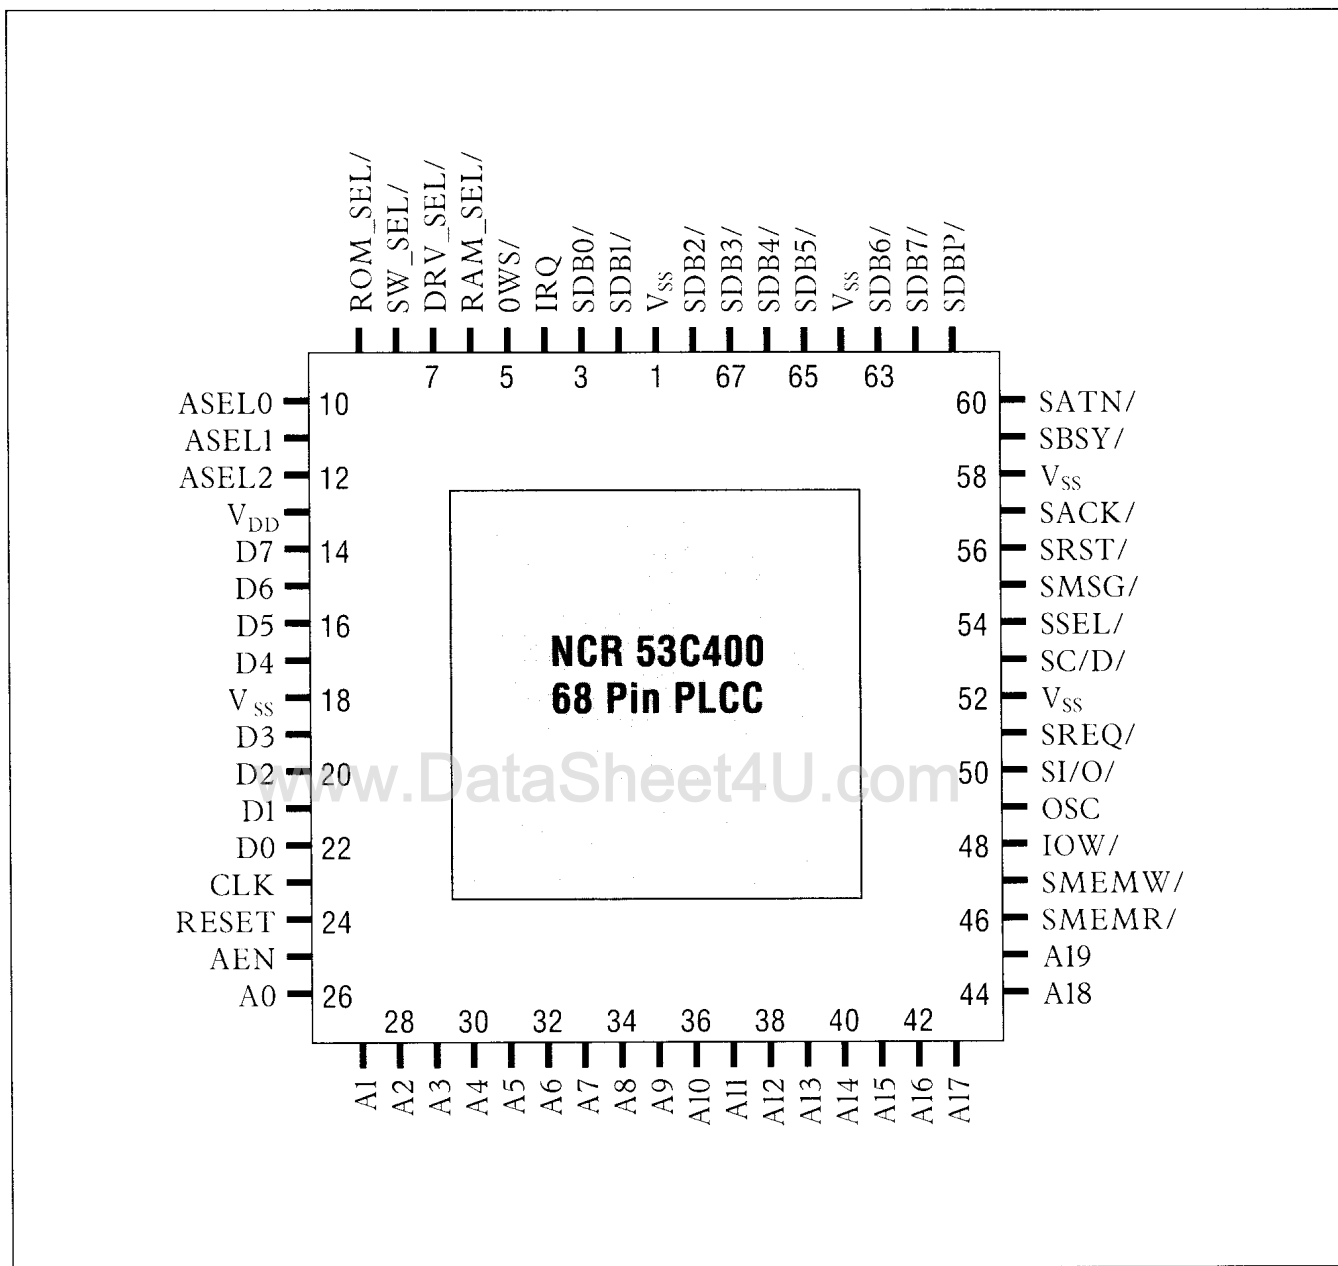 ROM_SEL/
SW_SEL/
DRV_SEL/
RAM_SEL/
0WS/
IRQ
SDB0/
SDB1/
VSS
SDB2/
SDB3/
SDB4/
SDB5/
VSS
SDB6/
SDB7/
SDBP/
7 5 3 1 67 65 63
ASEL0 10
ASEL1
ASEL2 12
VDD
D7 14
D6
D5 16
D4
VSS 18
D3
D2 20
D1
D0 22
CLK
RESET 24
AEN
A0 26
NCR 53C400
68 Pin PLCC
www.DataSheet4U.com
60 SATN/
SBSY/
58 VSS
SACK/
56 SRST/
SMSG/
54 SSEL/
SC/D/
52 VSS
SREQ/
50 SI/O/
OSC
48 IOW/
SMEMW/
46 SMEMR/
A19
44 A18
28 30 32 34 36 38 40 42
A1
A2
A3
A4
A5
A6
A7
A8
A9
A10
A11
A12
A13
A14
A15
A16
A17